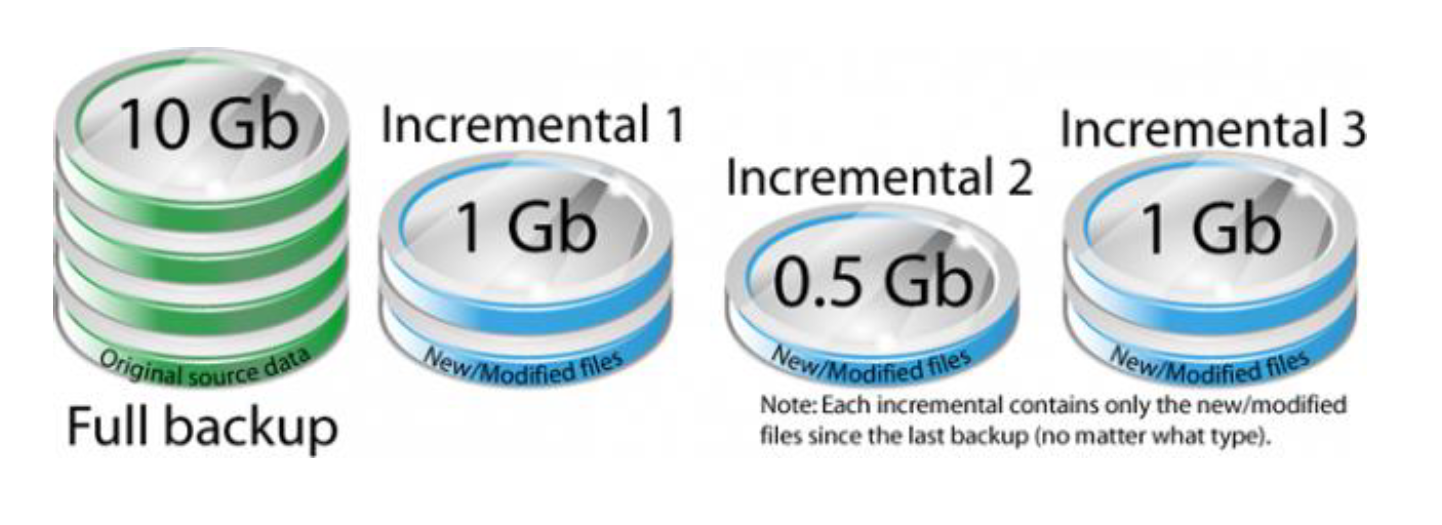 10 Gb
Original source data
Full backup
Incremental 1
1 Gb
New/Modified files
Incremental 2
0.5 Gb
New/Modified files
Incremental 3
1 Gb
New/Modified files
Note: Each incremental contains only the new/modified
files since the last backup (no matter what type).